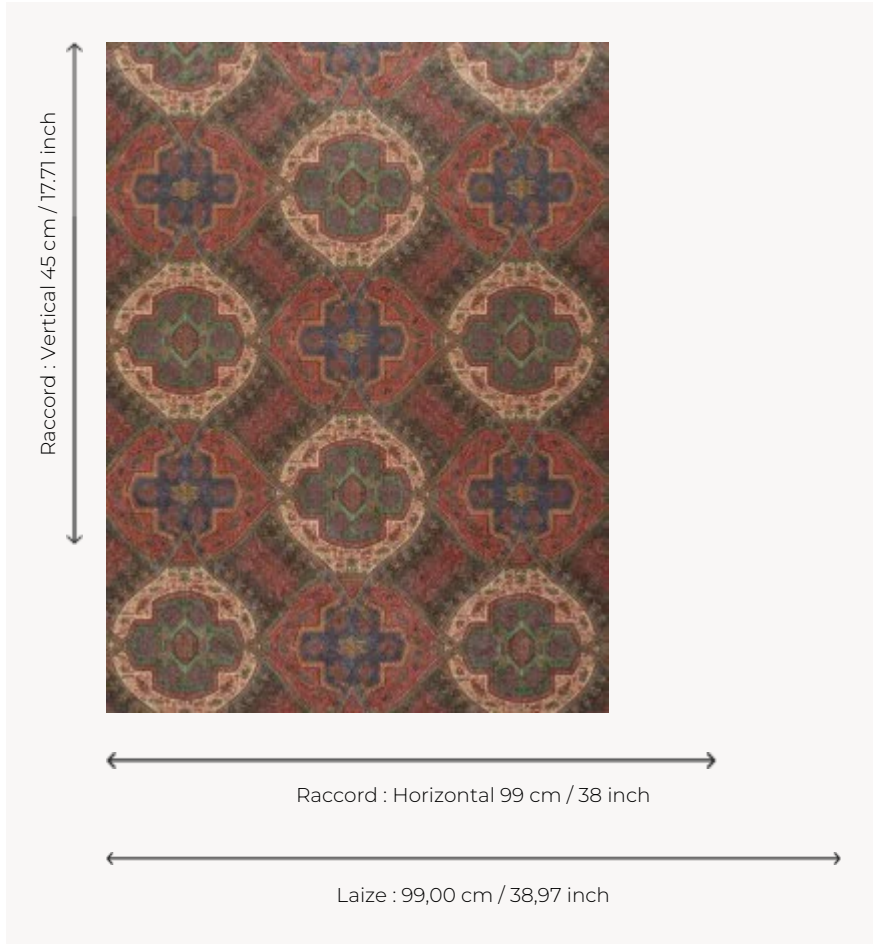 Raccord : Vertical 45 cm / 17.71 inch
Raccord : Horizontal 99 cm / 38 inch
Laize : 99,00 cm / 38,97 inch